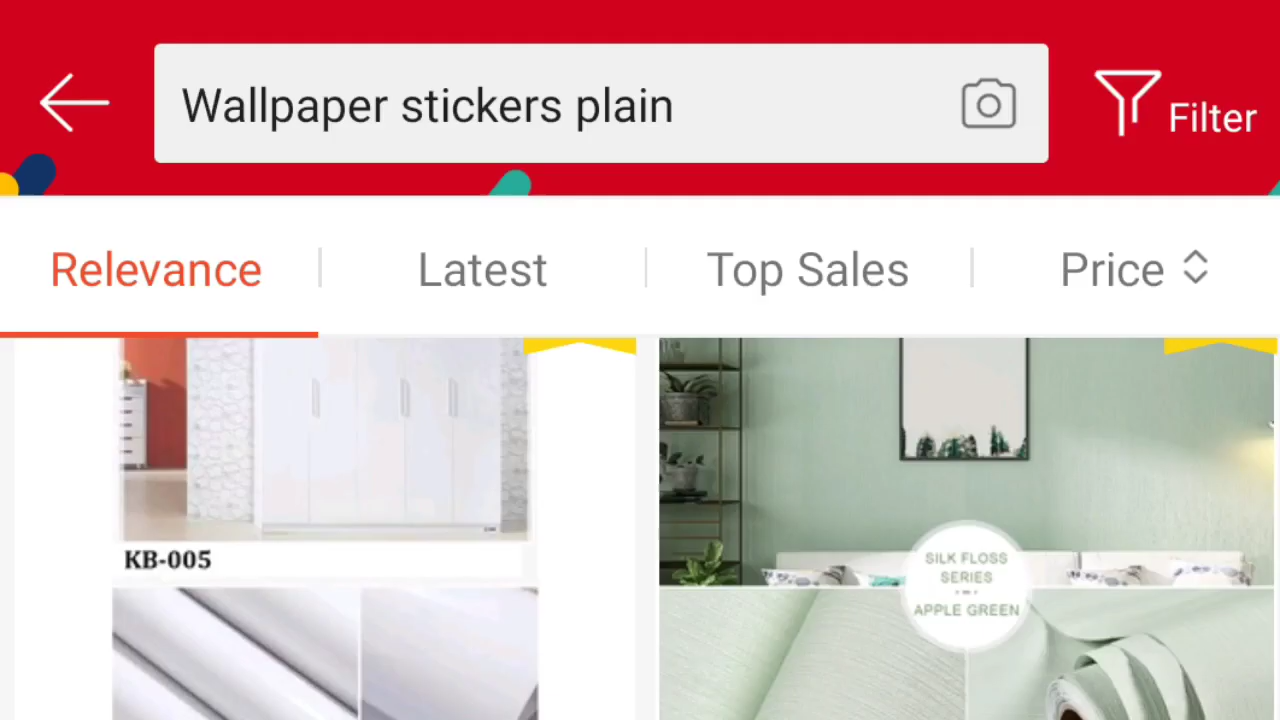 Wallpaper stickers plain
Filter
Relevance
Latest
Top Sales
Price
KB-005
SILK FLOSS
SERIES
APPLE GREEN